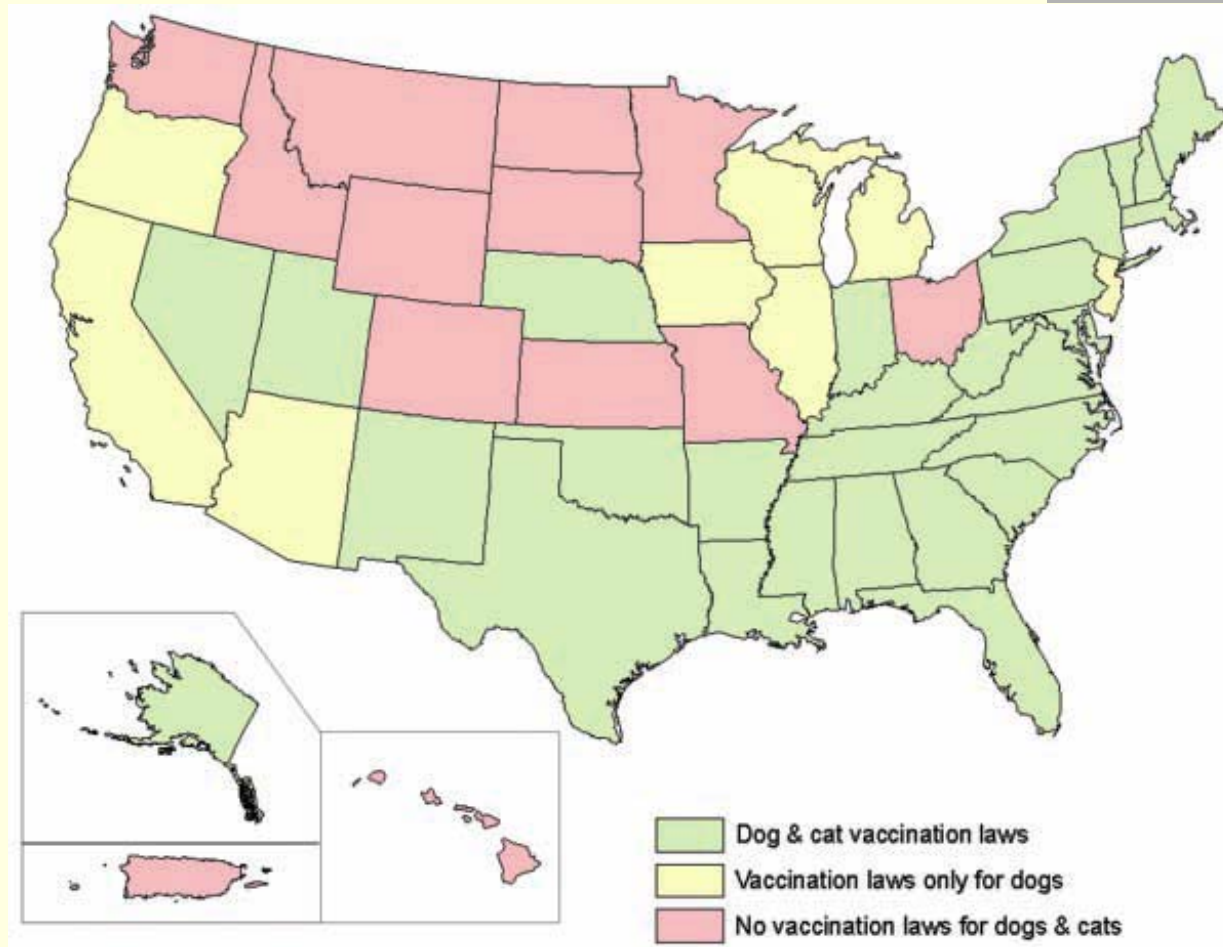 Dog & cat vaccination laws
Vaccination laws only for dogs
No vaccination laws for dogs & cats